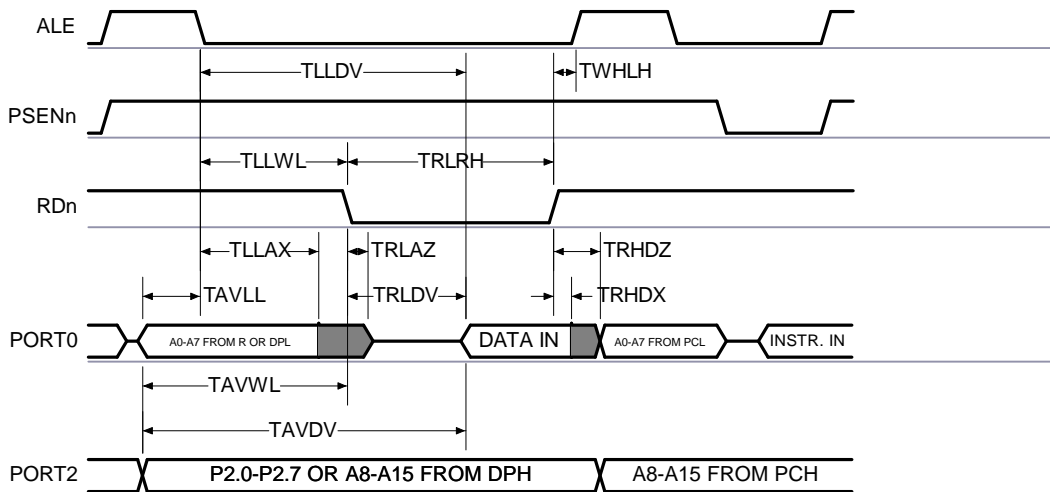 ALE
TLLDV
TWHLH
PSENn
TLLWL
TRLRH
RDn
TLLAX
TRLAZ
TRHDZ
TAVLL
TRLDV
TRHDX
PORT0
A0-A7 FROM R OR DPL
DATA IN
A0-A7 FROM PCL
INSTR. IN
TAVWL
TAVDV
PORT2
P2.0-P2.7 OR A8-A15 FROM DPH
A8-A15 FROM PCH